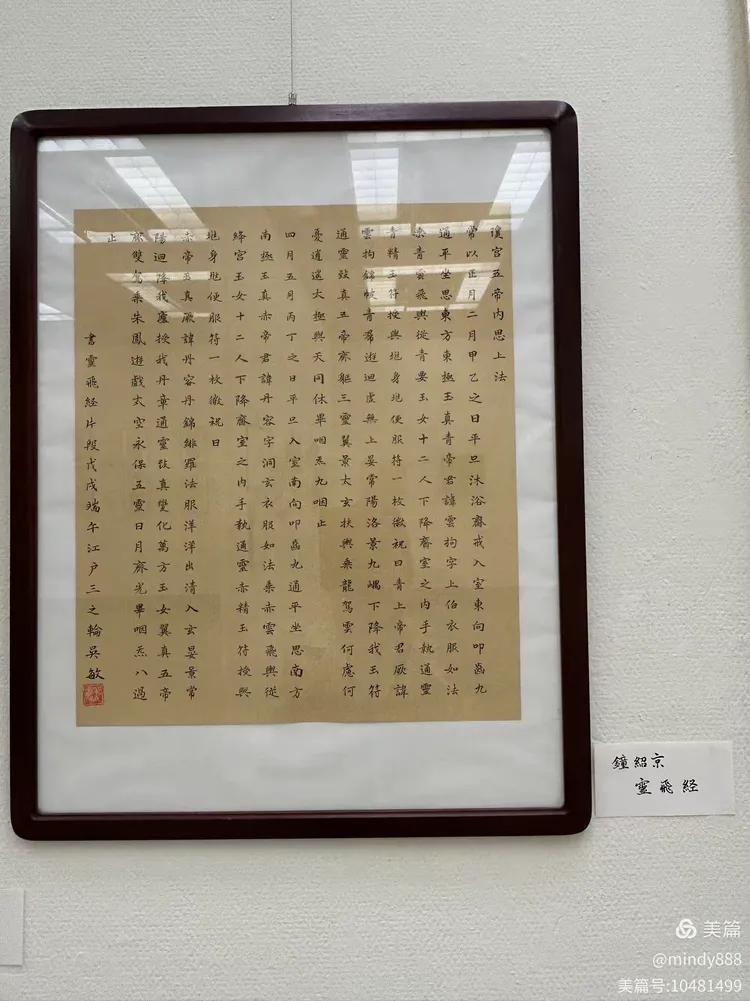 瓊宮五帝內思上法
常以正月二月甲乙之日平旦沐浴齋戒入室東向叩齒九
通平坐思東方東極玉真青帝君諱雲拘字上伯衣服如法
乘青雲飛輿從青要玉女十二人下降齋室之內手執通靈
青精玉符授與兆身兆便服符一枚微祝曰青上帝君厥諱
雲拘錦帔青帬遊迴虛無上晏常陽洛景九嵎下降我玉符
通靈致真五帝齋軀三靈翼景太玄扶輿乘龍駕雲何慮何
憂逍遙太極與天同休畢咽炁九咽止
四月五月丙丁之日平旦入室南向叩齒九通平坐思南方
南極玉真赤帝君諱丹容字洞玄衣服如法乘赤雲飛輿從
絳宮玉女十二人下降齋室之內手執通靈赤精玉符授與
兆身兆便服符一枚微祝曰
赤帝玉真厥諱丹容丹錦緋羅法服洋洋出清入玄晏景常
陽迴降我廬授我丹章通靈致真變化萬方玉女翼真五帝
齋雙駕乘朱鳳遊戲太空永保五靈日月齋光畢咽炁八過
止
書靈飛経片段戊戌端午江户三之輪吳敏
鐘紹京
靈飛経
美篇
@mindy888
美篇号:10481499